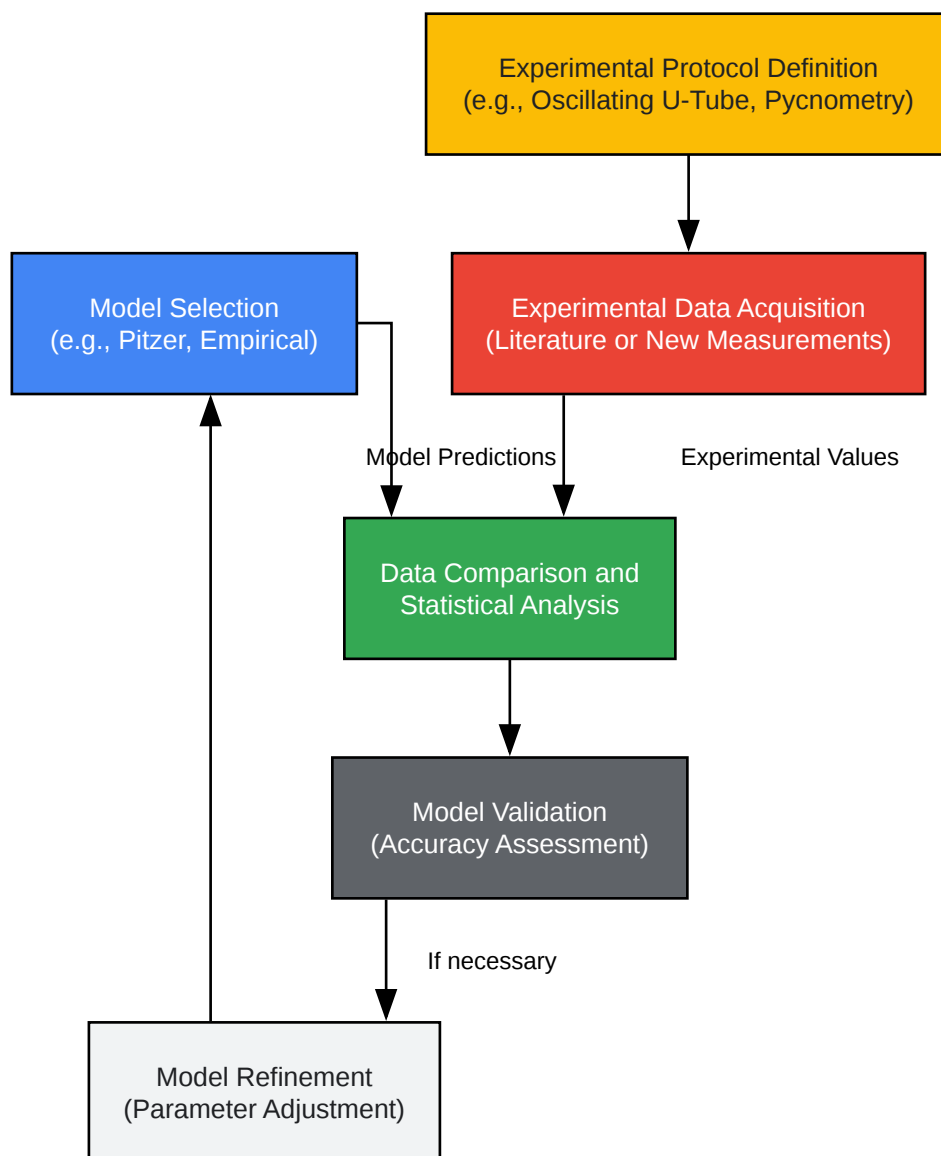 Experimental Protocol Definition
(e.g., Oscillating U-Tube, Pycnometry)
Model Selection
(e.g., Pitzer, Empirical)
Experimental Data Acquisition
(Literature or New Measurements)
Model Predictions
Experimental Values
Data Comparison and
Statistical Analysis
Model Validation
(Accuracy Assessment)
If necessary
Model Refinement
(Parameter Adjustment)